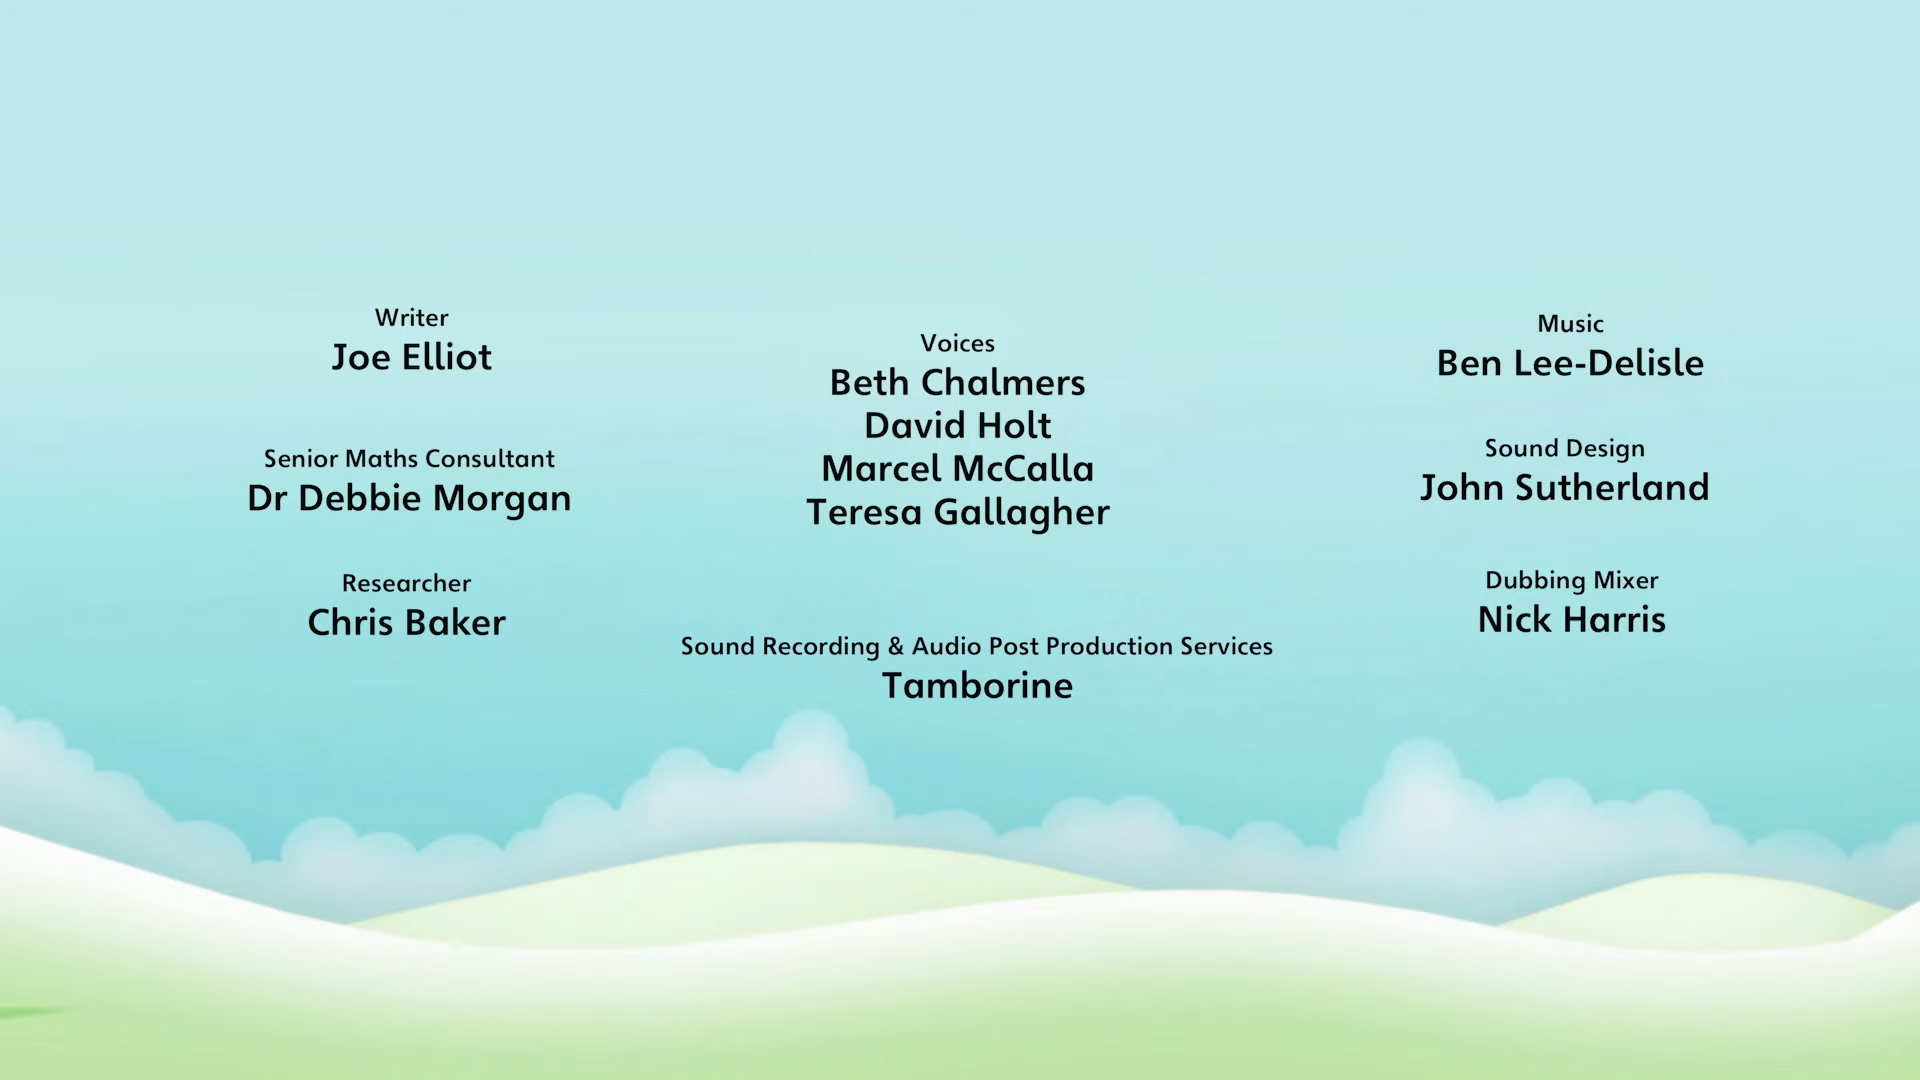 Writer
Joe Elliot
Senior Maths Consultant
Dr Debbie Morgan
Researcher
Chris Baker
Voices
Beth Chalmers
David Holt
Marcel McCalla
Teresa Gallagher
Sound Recording & Audio Post Production Services
Tamborine
Music
Ben Lee-Delisle
Sound Design
John Sutherland
Dubbing Mixer
Nick Harris